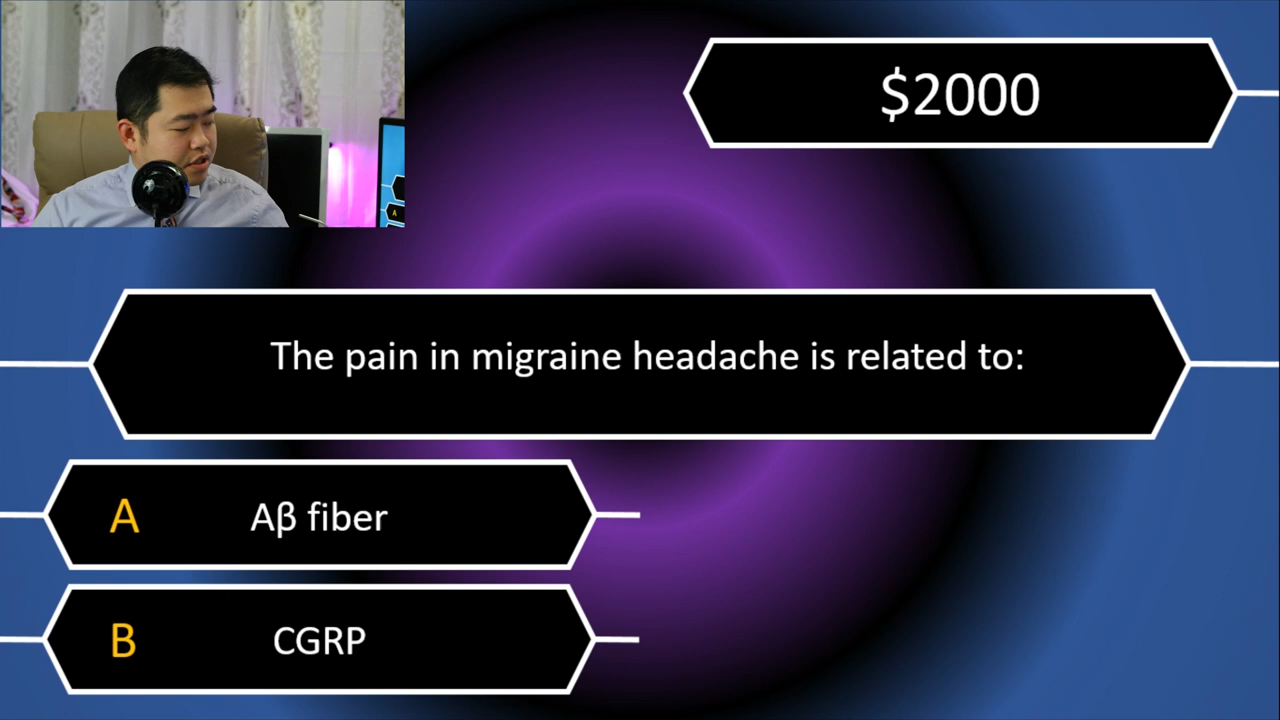 $2000
The pain in migraine headache is related to:
A Aβ fiber
B CGRP
A